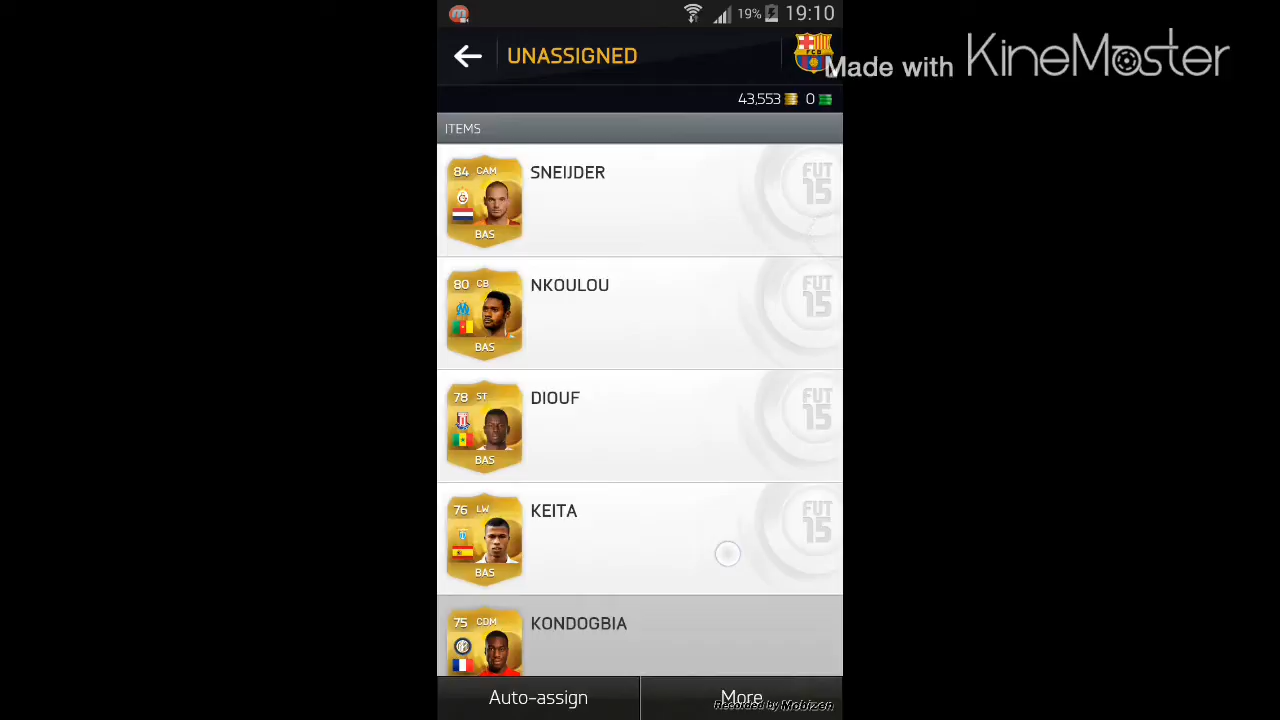 19% 19:10
UNASSIGNED
Made with KINEMASTER
43,553 0
ITEMS
84 CAM
SNEIJDER
BAS
FUT 15
80 CB
NKOULOU
BAS
FUT 15
78 ST
DIOUF
BAS
FUT 15
76 LW
KEITA
BAS
FUT 15
75 CDM
KONDOGBIA
Auto-assign More
Recorded by Mobizen